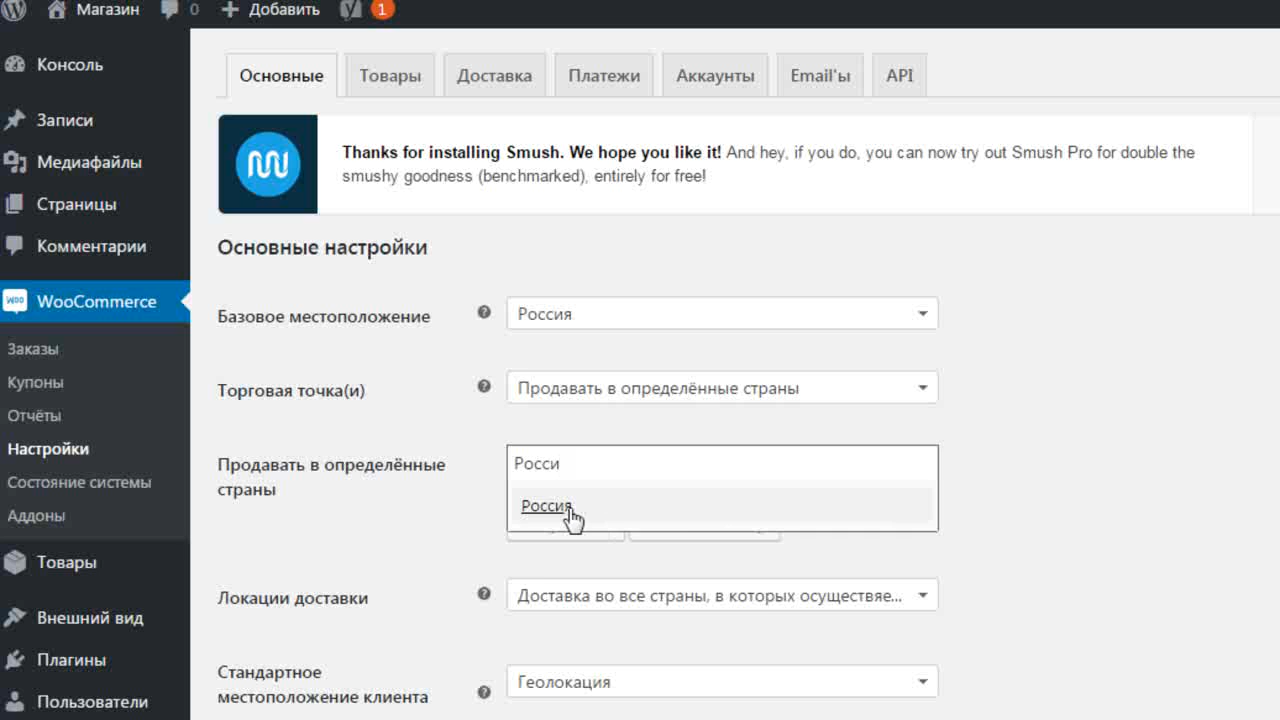 Магазин
0
Добавить
1
Консоль
Записи
Медиафайлы
Страницы
Комментарии
WooCommerce
Заказы
Купоны
Отчёты
Настройки
Состояние системы
Аддоны
Товары
Внешний вид
Плагины
Пользователи
Основные
Товары
Доставка
Платежи
Аккаунты
Email'ы
API
Thanks for installing Smush. We hope you like it! And hey, if you do, you can now try out Smush Pro for double the
smushy goodness (benchmarked), entirely for free!
Основные настройки
Базовое местоположение
Россия
Торговая точка(и)
Продавать в определённые страны
Продавать в определённые
страны
Росси
Россия
Локации доставки
Доставка во все страны, в которых осуществяе...
Стандартное
местоположение клиента
Геолокация